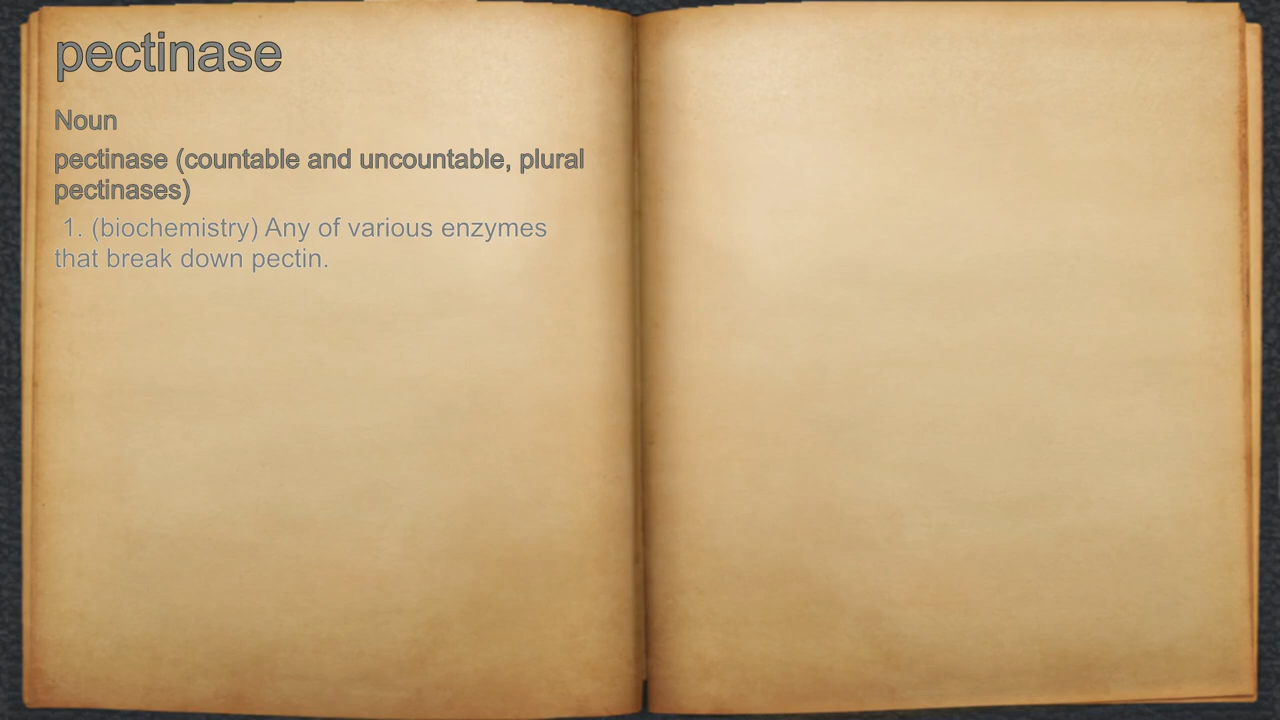 pectinase
Noun
pectinase (countable and uncountable, plural
pectinases)
1. (biochemistry) Any of various enzymes
that break down pectin.